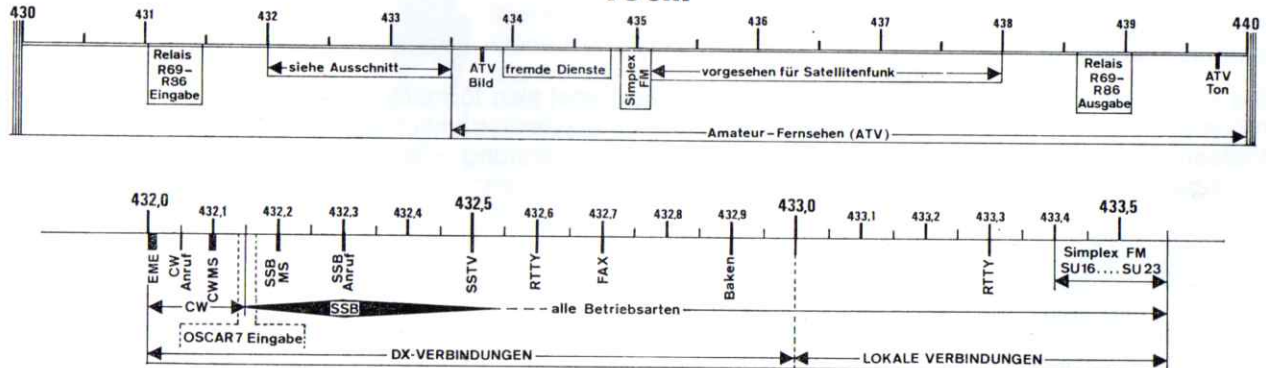 430 431 432 433 434 435 436 437 438 439 440
Relais
R69-
R86
Eingabe
siehe Ausschnitt
ATV
Bild
fremde Dienste
Simplex
FM
vorgesehen für Satellitenfunk
Relais
R69-
R86
Ausgabe
ATV
Ton
Amateur-Fernsehen (ATV)
432,0 432,1 432,2 432,3 432,4 432,5 432,6 432,7 432,8 432,9 433,0 433,1 433,2 433,3 433,4 433,5
EME
CW
Anruf
CW MS
SSB
MS
SSB
Anruf
SSTV
RTTY
FAX
Baken
RTTY
Simplex FM
SU16....SU23
CW
SSB
alle Betriebsarten
OSCAR7 Eingabe
DX-VERBINDUNGEN
LOKALE VERBINDUNGEN